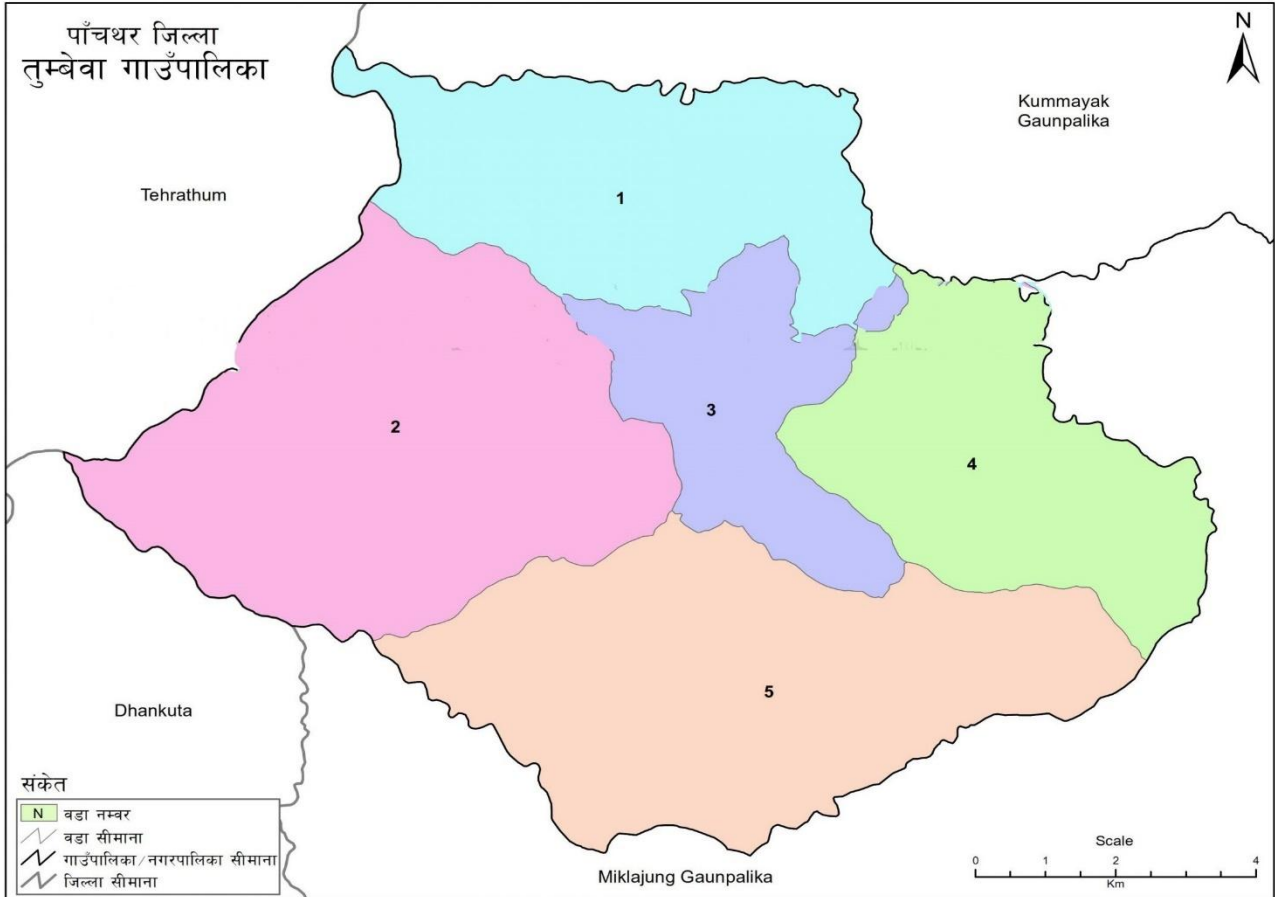 पाँचथर जिल्ला
तुम्बेवा गाउँपालिका
N
Kummayak
Gaunpalika
Tehrathum
1
2
3
4
5
Dhankuta
संकेत
N वडा नम्वर
वडा सीमाना
गाउँपालिका/नगरपालिका सीमाना
जिल्ला सीमाना
Miklajung Gaunpalika
Scale
0 1 2 4
Km